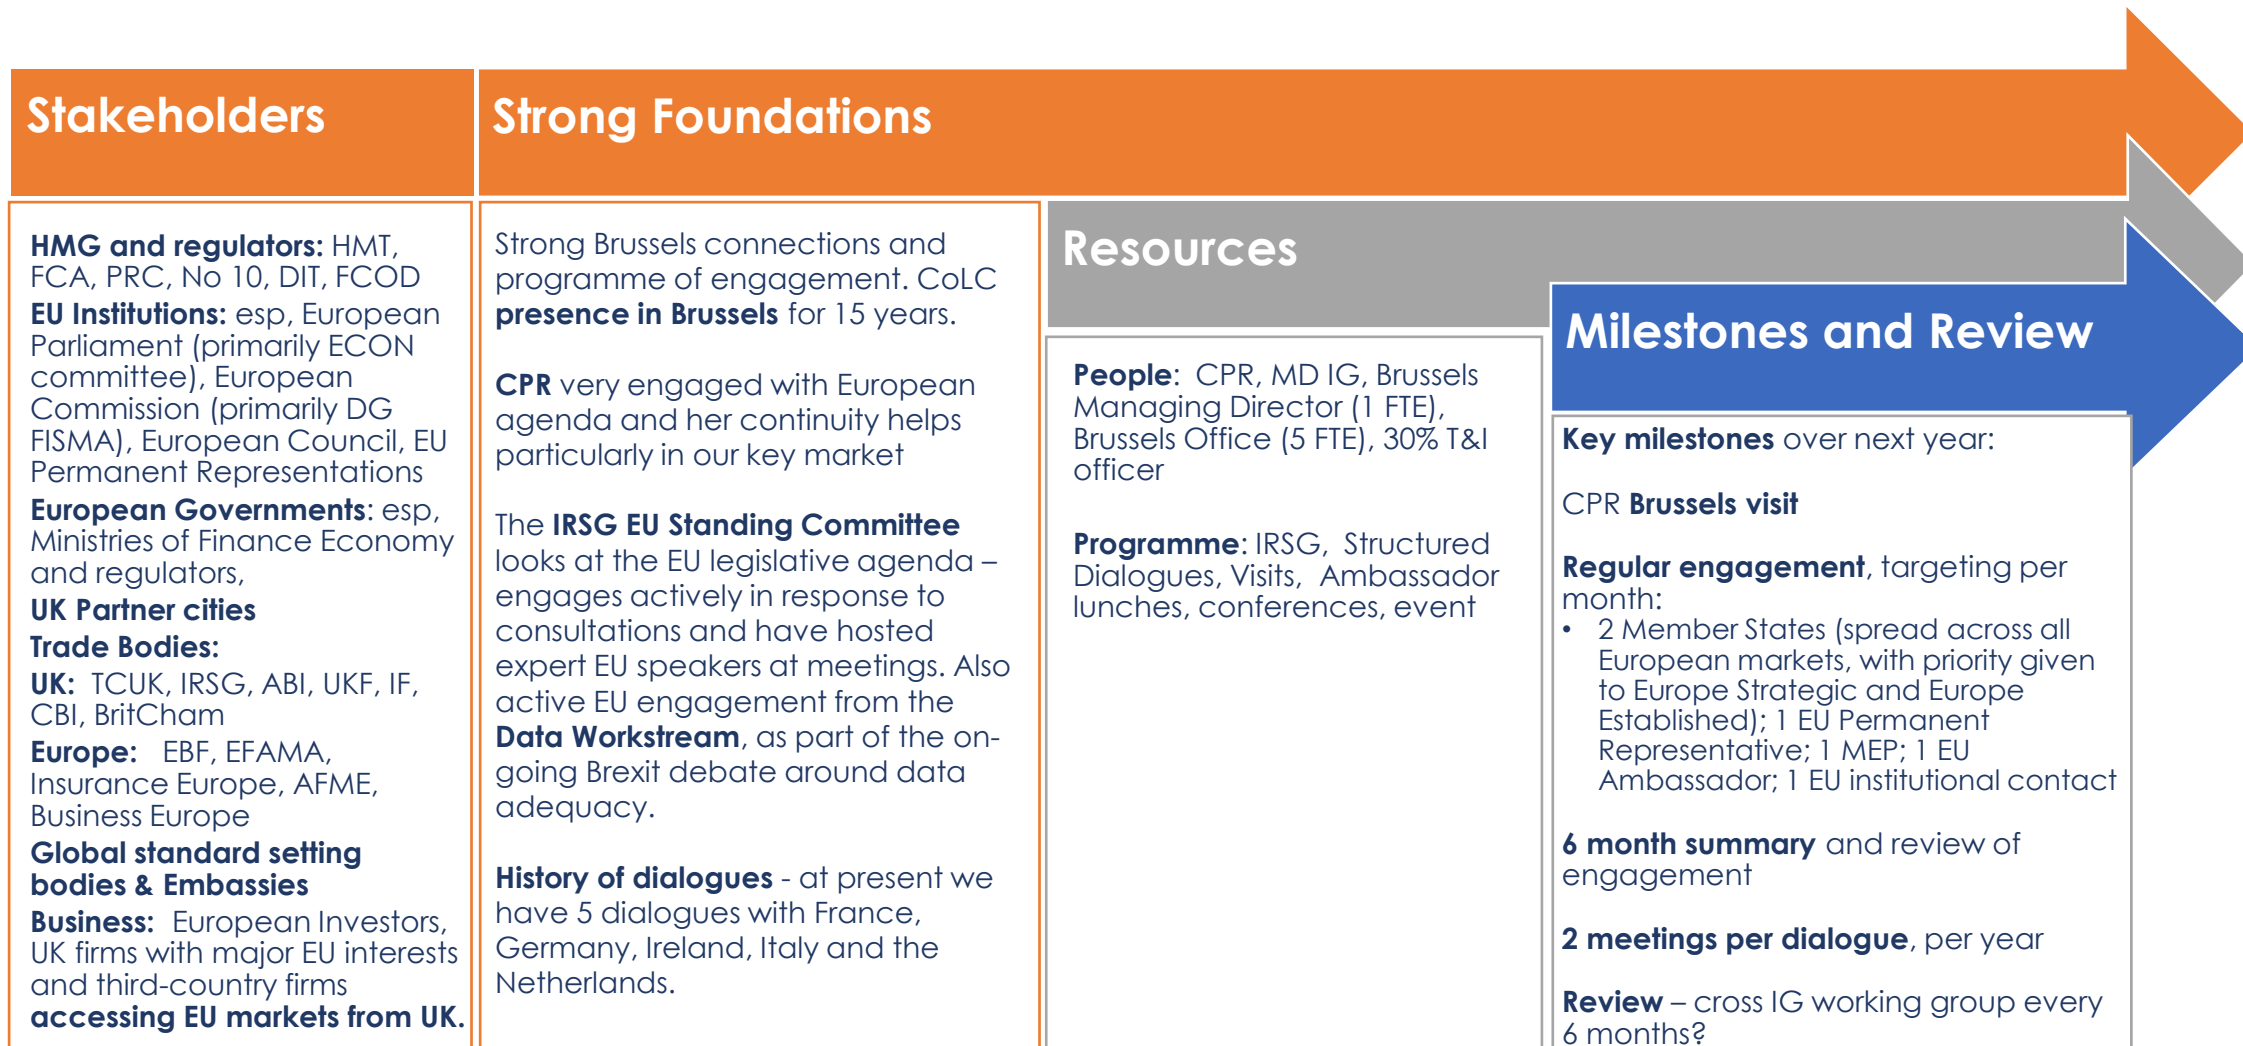 Stakeholders
HMG and regulators: HMT,
FCA, PRC, No 10, DIT, FCOD
EU Institutions: esp, European
Parliament (primarily ECON
committee), European
Commission (primarily DG
FISMA), European Council, EU
Permanent Representations
European Governments: esp,
Ministries of Finance Economy
and regulators,
UK Partner cities
Trade Bodies:
UK: TCUK, IRSG, ABI, UKF, IF,
CBI, BritCham
Europe: EBF, EFAMA,
Insurance Europe, AFME,
Business Europe
Global standard setting
bodies & Embassies
Business: European Investors,
UK firms with major EU interests
and third-country firms
accessing EU markets from UK.
Strong Foundations
Strong Brussels connections and
programme of engagement. CoLC
presence in Brussels for 15 years.
CPR very engaged with European
agenda and her continuity helps
particularly in our key market
The IRSG EU Standing Committee
looks at the EU legislative agenda –
engages actively in response to
consultations and have hosted
expert EU speakers at meetings. Also
active EU engagement from the
Data Workstream, as part of the on-
going Brexit debate around data
adequacy.
History of dialogues - at present we
have 5 dialogues with France,
Germany, Ireland, Italy and the
Netherlands.
Resources
People: CPR, MD IG, Brussels
Managing Director (1 FTE),
Brussels Office (5 FTE), 30% T&I
officer
Programme: IRSG, Structured
Dialogues, Visits, Ambassador
lunches, conferences, event
Milestones and Review
Key milestones over next year:
CPR Brussels visit
Regular engagement, targeting per
month:
• 2 Member States (spread across all
European markets, with priority given
to Europe Strategic and Europe
Established); 1 EU Permanent
Representative; 1 MEP; 1 EU
Ambassador; 1 EU institutional contact
6 month summary and review of
engagement
2 meetings per dialogue, per year
Review – cross IG working group every
6 months?